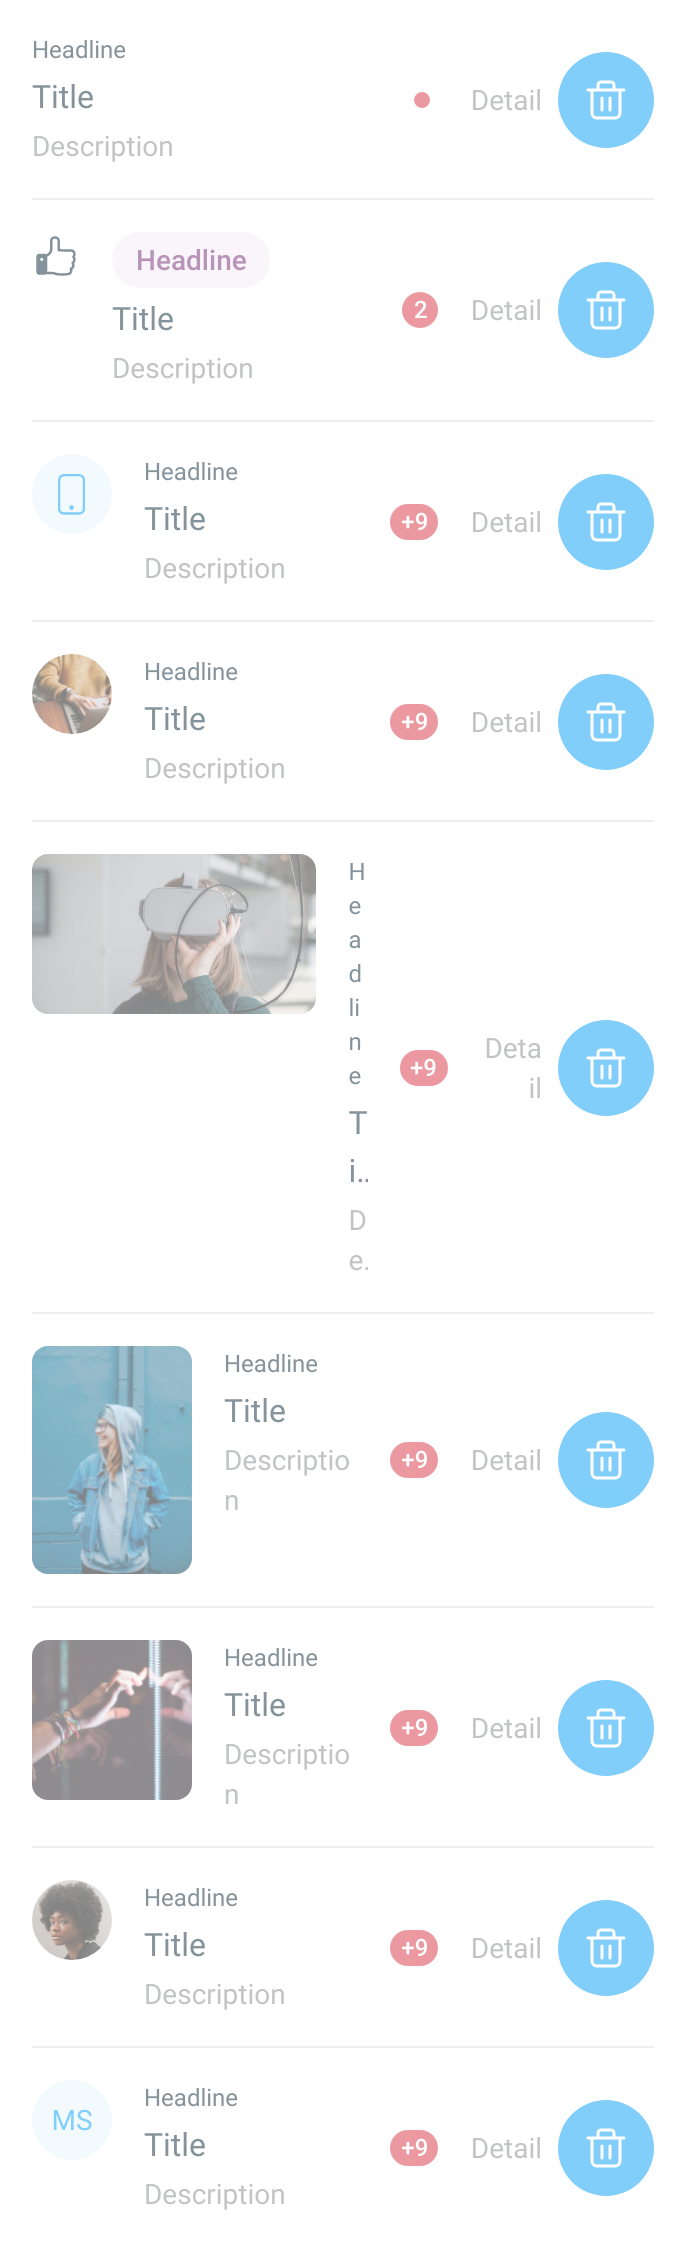 Headline
Title
Description
Detail
Headline
Title
Description
2
Detail
Headline
Title
Description
+9
Detail
Headline
Title
Description
+9
Detail
H
e
a
d
li
n
e
T
i..
D
e.
+9
Deta
il
Headline
Title
Descriptio
n
+9
Detail
Headline
Title
Descriptio
n
+9
Detail
Headline
Title
Description
+9
Detail
MS
Headline
Title
Description
+9
Detail